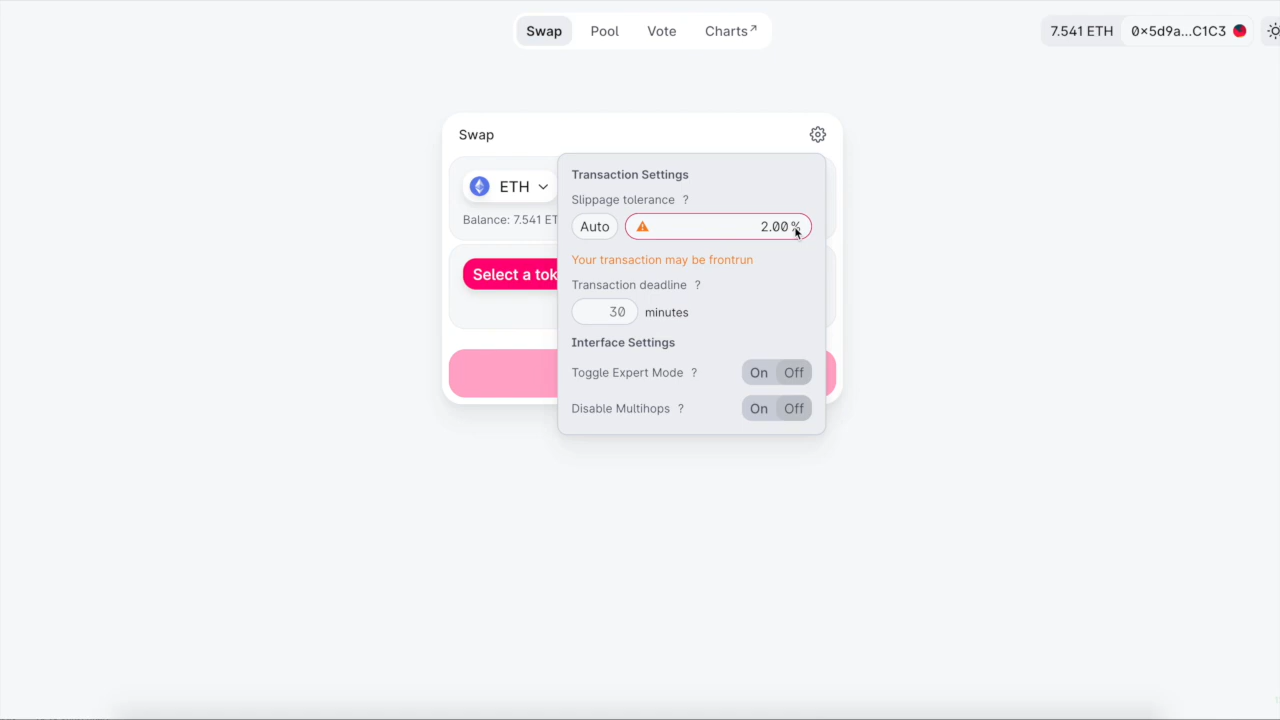 Swap Pool Vote Charts↗ 7.541 ETH 0×5d9a...C1C3
Swap
ETH
Balance: 7.541 ET
Select a tok
Transaction Settings
Slippage tolerance ?
Auto 2.00%
Your transaction may be frontrun
Transaction deadline ?
30 minutes
Interface Settings
Toggle Expert Mode ? On Off
Disable Multihops ? On Off